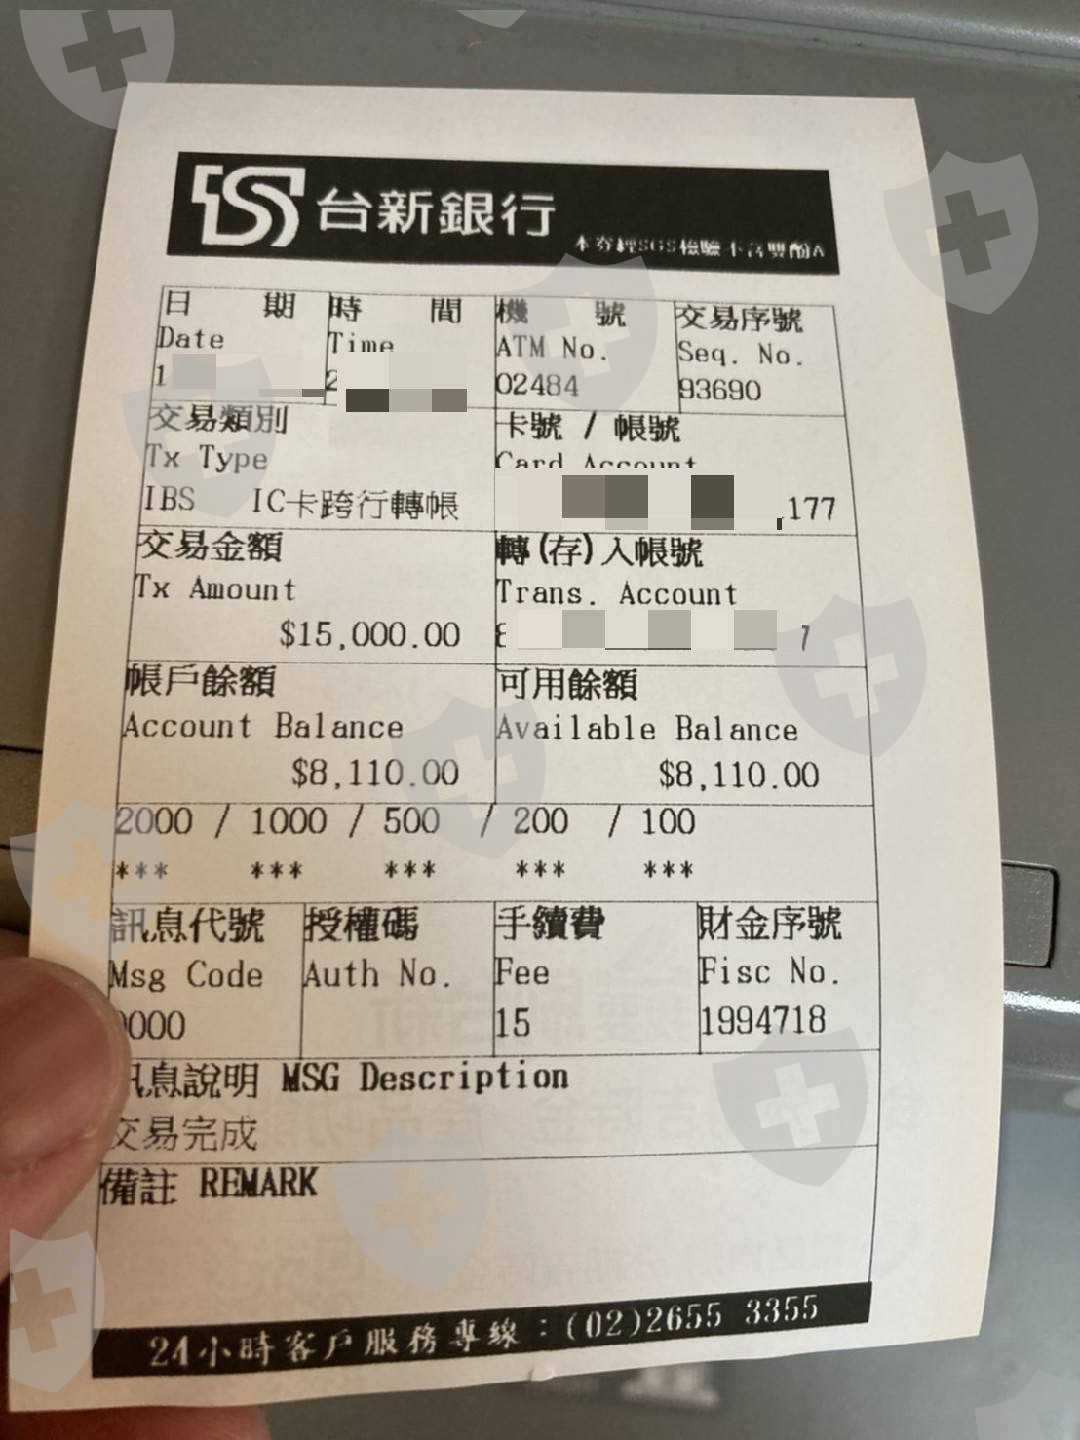 台新銀行
本券經SGS檢驗不含雙酚A
日期 時間 機號 交易序號
Date Time ATM No. Seq. No.
1 2 02484 93690
交易類別 卡號 / 帳號
Tx Type Card Account
IBS IC卡跨行轉帳 177
交易金額 轉(存)入帳號
Tx Amount Trans. Account
$15,000.00
帳戶餘額 可用餘額
Account Balance Available Balance
$8,110.00 $8,110.00
2000 / 1000 / 500 / 200 / 100
*** *** *** *** ***
訊息代號 授權碼 手續費 財金序號
Msg Code Auth No. Fee Fisc No.
0000 15 1994718
訊息說明 MSG Description
交易完成
備註 REMARK
24小時客戶服務專線：(02)2655 3355